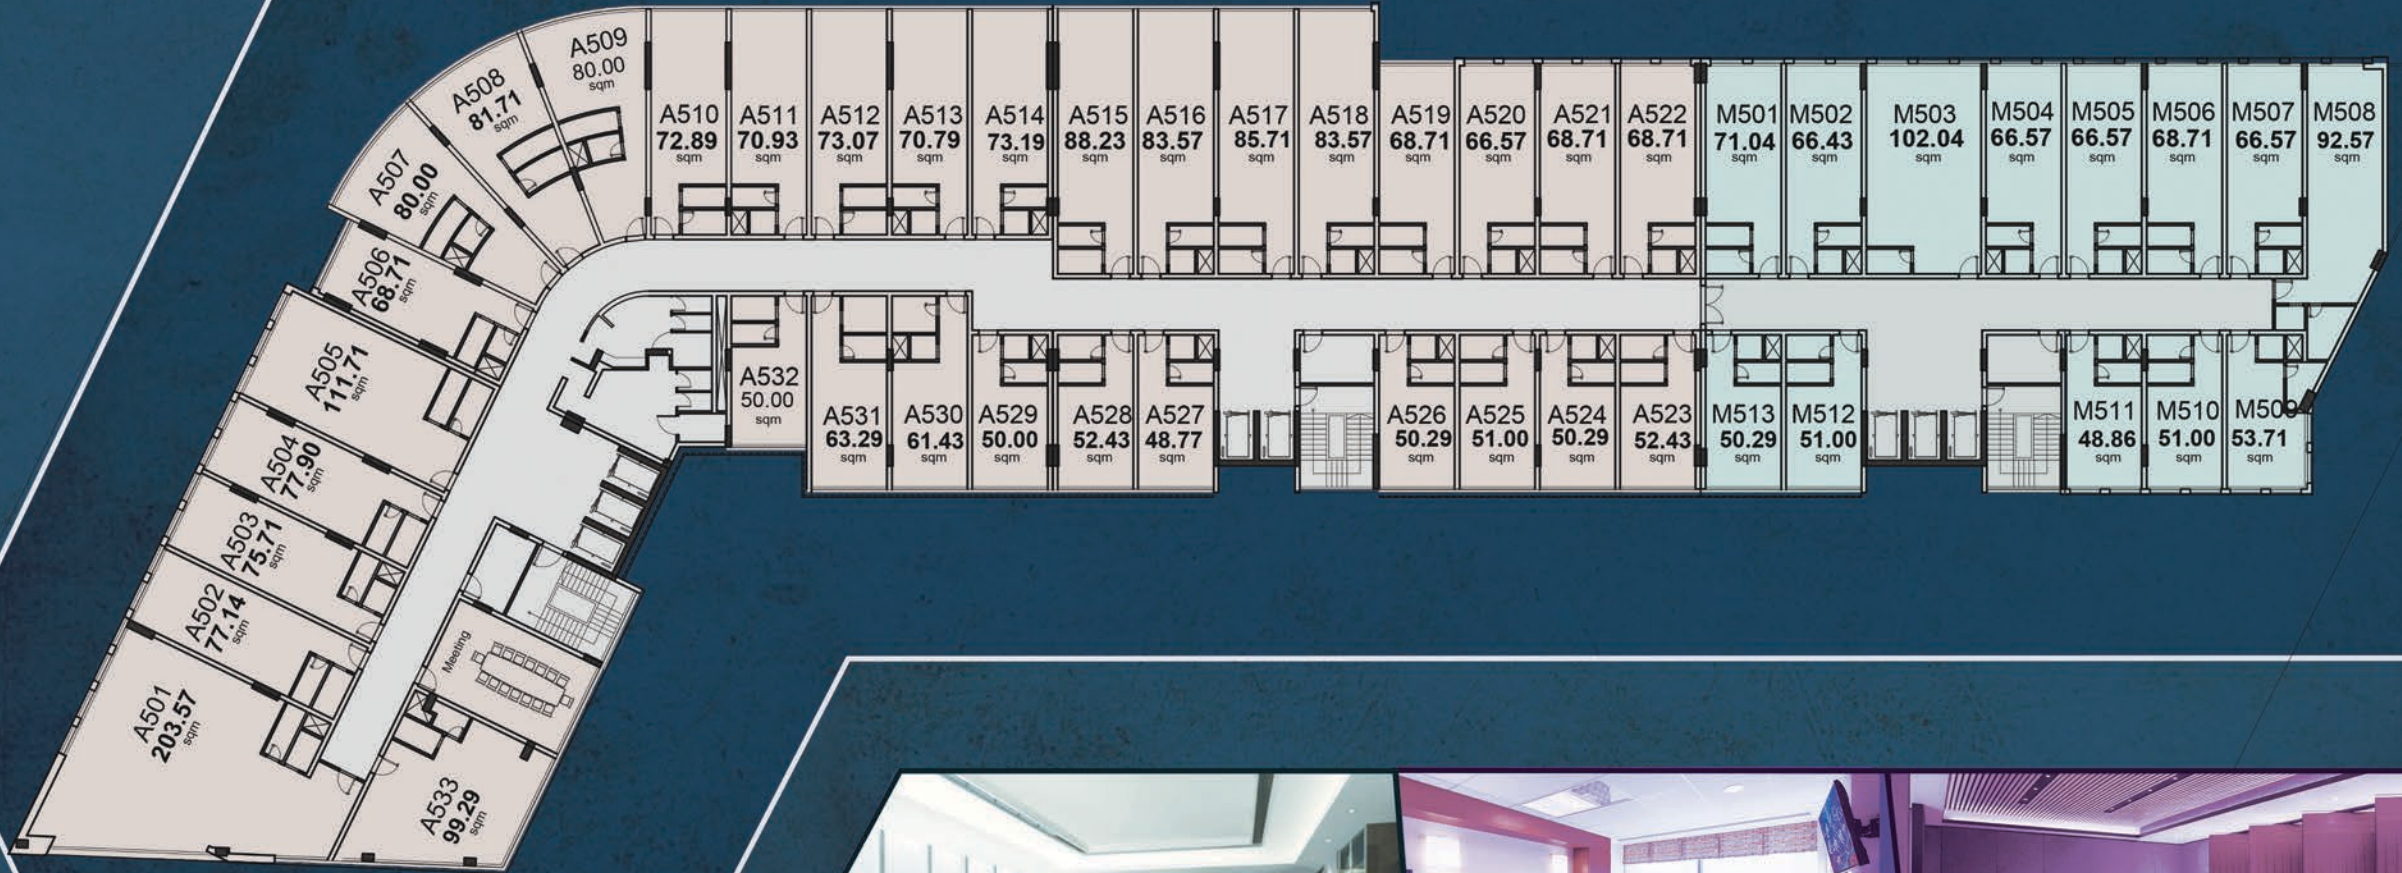 A501
203.57
sqm
A502
77.14
sqm
A503
75.71
sqm
A504
77.90
sqm
A505
111.71
sqm
A506
68.71
sqm
A507
80.00
sqm
A508
81.71
sqm
A509
80.00
sqm
A510
72.89
sqm
A511
70.93
sqm
A512
73.07
sqm
A513
70.79
sqm
A514
73.19
sqm
A515
88.23
sqm
A516
83.57
sqm
A517
85.71
sqm
A518
83.57
sqm
A519
68.71
sqm
A520
66.57
sqm
A521
68.71
sqm
A522
68.71
sqm
M501
71.04
sqm
M502
66.43
sqm
M503
102.04
sqm
M504
66.57
sqm
M505
66.57
sqm
M506
68.71
sqm
M507
66.57
sqm
M508
92.57
sqm
A532
50.00
sqm
A531
63.29
sqm
A530
61.43
sqm
A529
50.00
sqm
A528
52.43
sqm
A527
48.77
sqm
A526
50.29
sqm
A525
51.00
sqm
A524
50.29
sqm
A523
52.43
sqm
M513
50.29
sqm
M512
51.00
sqm
M511
48.86
sqm
M510
51.00
sqm
M509
53.71
sqm
Meeting
A533
99.29
sqm